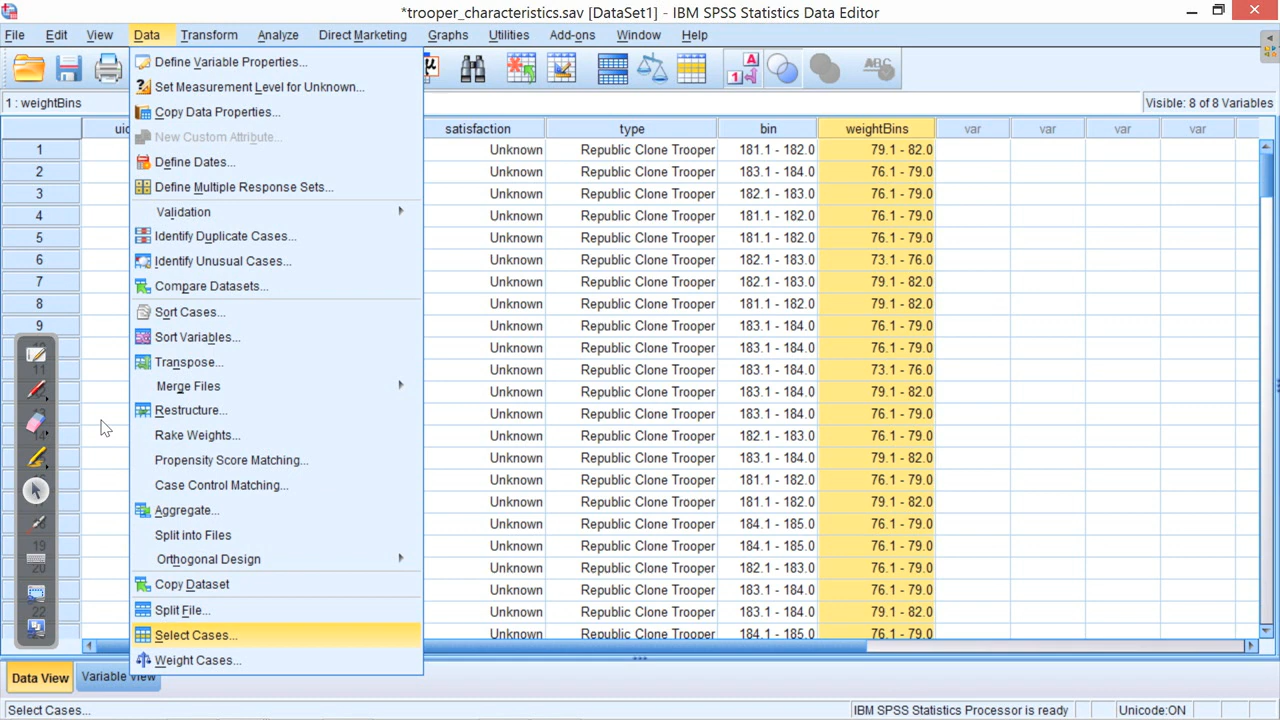 *trooper_characteristics.sav [DataSet1] - IBM SPSS Statistics Data Editor
File Edit View Data Transform Analyze Direct Marketing Graphs Utilities Add-ons Window Help
1 : weightBins
Visible: 8 of 8 Variables
satisfaction type bin weightBins var var var var
1 Unknown Republic Clone Trooper 181.1 - 182.0 79.1 - 82.0
2 Unknown Republic Clone Trooper 183.1 - 184.0 76.1 - 79.0
3 Unknown Republic Clone Trooper 182.1 - 183.0 76.1 - 79.0
4 Unknown Republic Clone Trooper 181.1 - 182.0 76.1 - 79.0
5 Unknown Republic Clone Trooper 181.1 - 182.0 76.1 - 79.0
6 Unknown Republic Clone Trooper 182.1 - 183.0 73.1 - 76.0
7 Unknown Republic Clone Trooper 182.1 - 183.0 79.1 - 82.0
8 Unknown Republic Clone Trooper 181.1 - 182.0 79.1 - 82.0
9 Unknown Republic Clone Trooper 183.1 - 184.0 76.1 - 79.0
Unknown Republic Clone Trooper 183.1 - 184.0 76.1 - 79.0
11 Unknown Republic Clone Trooper 183.1 - 184.0 73.1 - 76.0
Unknown Republic Clone Trooper 183.1 - 184.0 79.1 - 82.0
Unknown Republic Clone Trooper 183.1 - 184.0 76.1 - 79.0
14 Unknown Republic Clone Trooper 182.1 - 183.0 76.1 - 79.0
Unknown Republic Clone Trooper 183.1 - 184.0 79.1 - 82.0
Unknown Republic Clone Trooper 181.1 - 182.0 76.1 - 79.0
Unknown Republic Clone Trooper 181.1 - 182.0 79.1 - 82.0
Unknown Republic Clone Trooper 184.1 - 185.0 76.1 - 79.0
19 Unknown Republic Clone Trooper 184.1 - 185.0 76.1 - 79.0
20 Unknown Republic Clone Trooper 182.1 - 183.0 76.1 - 79.0
Unknown Republic Clone Trooper 183.1 - 184.0 76.1 - 79.0
22 Unknown Republic Clone Trooper 183.1 - 184.0 79.1 - 82.0
Unknown Republic Clone Trooper 184.1 - 185.0 76.1 - 79.0
Define Variable Properties...
Set Measurement Level for Unknown...
Copy Data Properties...
New Custom Attribute...
Define Dates...
Define Multiple Response Sets...
Validation
Identify Duplicate Cases...
Identify Unusual Cases...
Compare Datasets...
Sort Cases...
Sort Variables...
Transpose...
Merge Files
Restructure...
Rake Weights...
Propensity Score Matching...
Case Control Matching...
Aggregate...
Split into Files
Orthogonal Design
Copy Dataset
Split File...
Select Cases...
Weight Cases...
Data View Variable View
Select Cases... IBM SPSS Statistics Processor is ready Unicode:ON